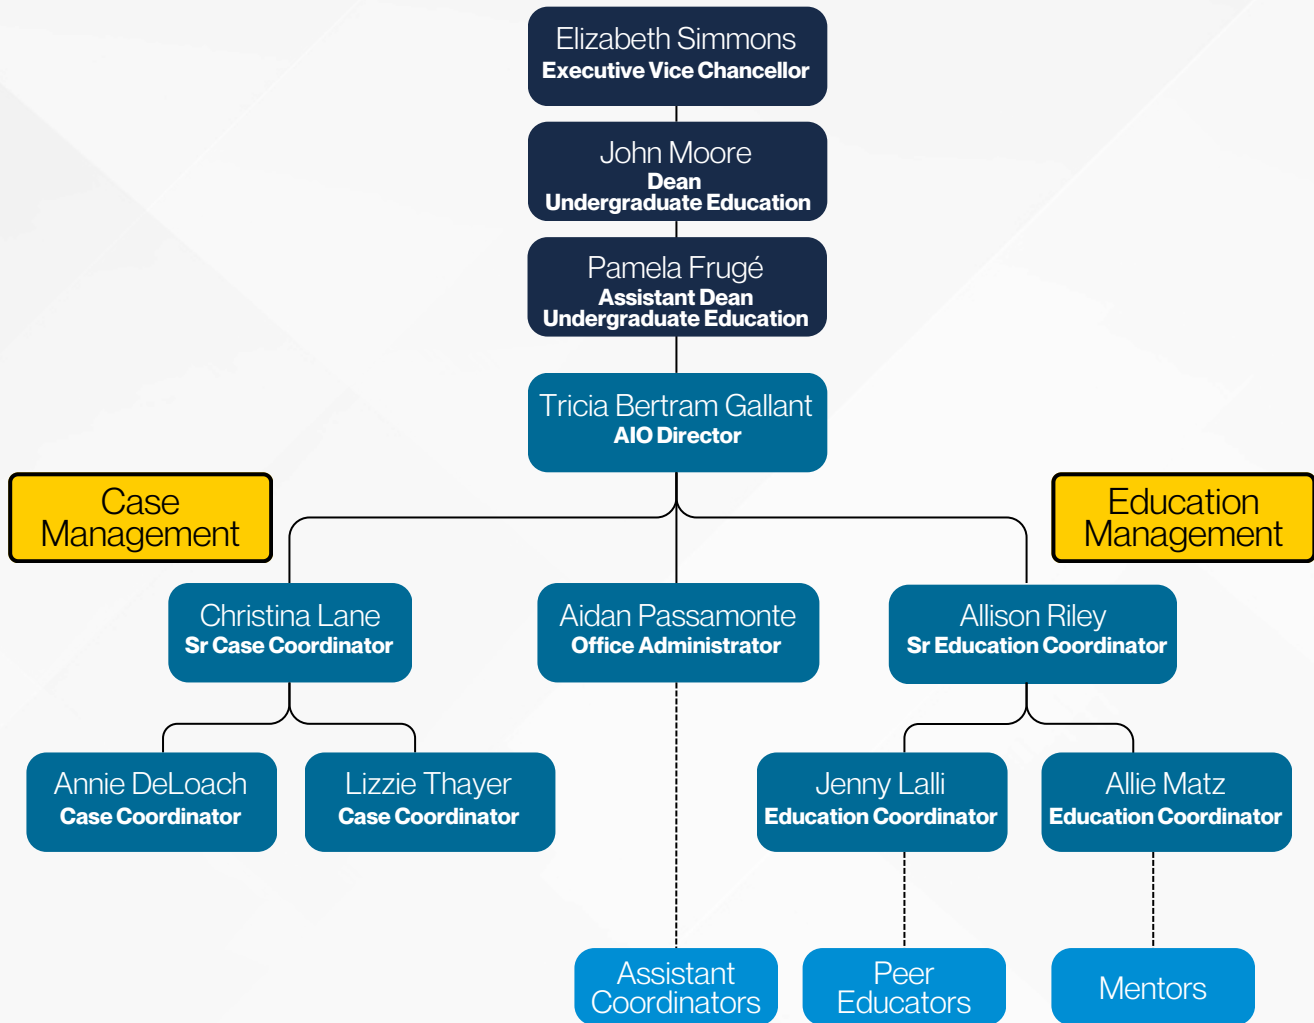 Elizabeth Simmons
Executive Vice Chancellor
John Moore
Dean
Undergraduate Education
Pamela Frugé
Assistant Dean
Undergraduate Education
Tricia Bertram Gallant
AIO Director
Case
Management
Education
Management
Christina Lane
Sr Case Coordinator
Aidan Passamonte
Office Administrator
Allison Riley
Sr Education Coordinator
Annie DeLoach
Case Coordinator
Lizzie Thayer
Case Coordinator
Jenny Lalli
Education Coordinator
Allie Matz
Education Coordinator
Assistant
Coordinators
Peer
Educators
Mentors